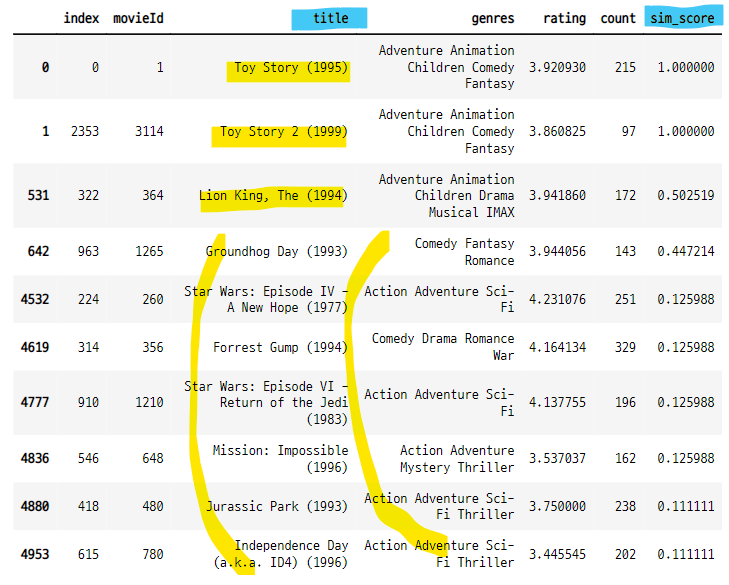 index movieId title genres rating count sim_score
Adventure Animation
0 0 1 Toy Story (1995) Children Comedy 3.920930 215 1.000000
Fantasy
Adventure Animation
1 2353 3114 Toy Story 2 (1999) Children Comedy 3.860825 97 1.000000
Fantasy
Adventure Animation
531 322 364 Lion King, The (1994) Children Drama 3.941860 172 0.502519
Musical IMAX
642 963 1265 Groundhog Day (1993) Comedy Fantasy 3.944056 143 0.447214
Romance
4532 224 260 Star Wars: Episode IV - Action Adventure Sci- 4.231076 251 0.125988
A New Hope (1977) Fi
4619 314 356 Forrest Gump (1994) Comedy Drama Romance 4.164134 329 0.125988
War
Star Wars: Episode VI -
4777 910 1210 Return of the Jedi Action Adventure Sci- 4.137755 196 0.125988
(1983) Fi
4836 546 648 Mission: Impossible Action Adventure 3.537037 162 0.125988
(1996) Mystery Thriller
4880 418 480 Jurassic Park (1993) Action Adventure Sci- 3.750000 238 0.111111
Fi Thriller
4953 615 780 Independence Day Action Adventure Sci- 3.445545 202 0.111111
(a.k.a. ID4) (1996) Fi Thriller